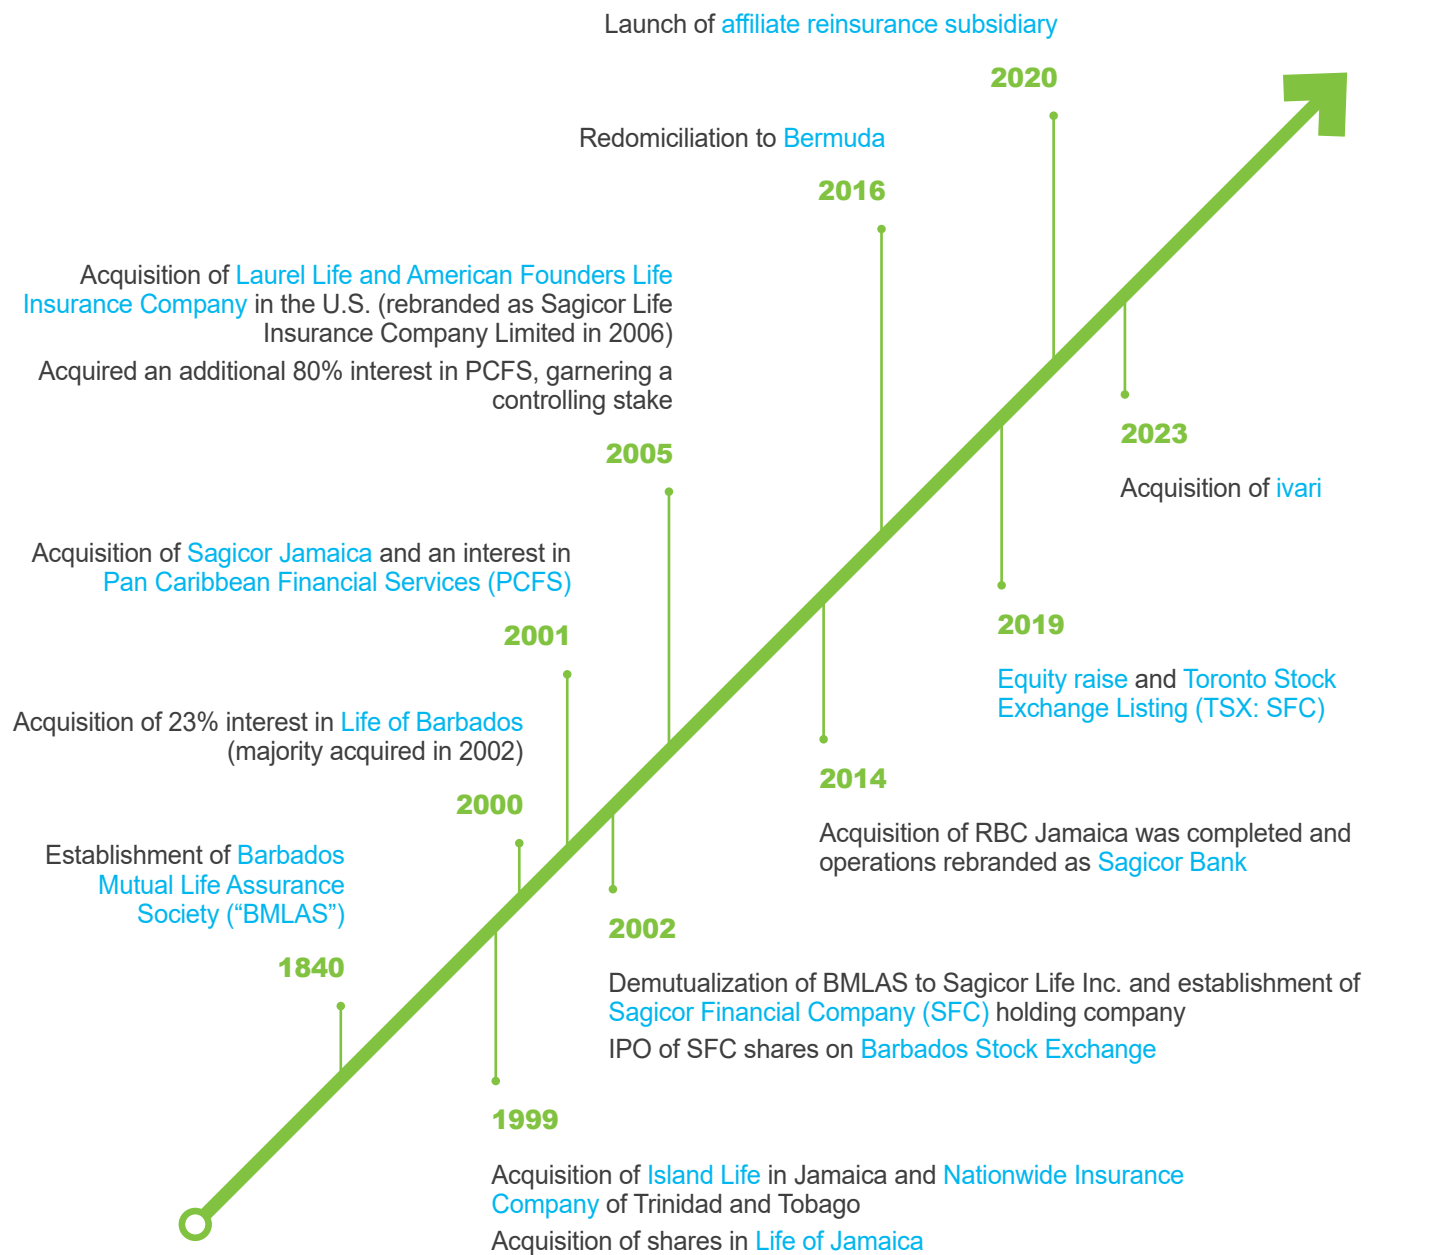 Launch of affiliate reinsurance subsidiary
2020
Redomiciliation to Bermuda
2016
Acquisition of Laurel Life and American Founders Life
Insurance Company in the U.S. (rebranded as Sagicor Life
Insurance Company Limited in 2006)
Acquired an additional 80% interest in PCFS, garnering a
controlling stake
2005
Acquisition of Sagicor Jamaica and an interest in
Pan Caribbean Financial Services (PCFS)
2001
Acquisition of 23% interest in Life of Barbados
(majority acquired in 2002)
2000
Establishment of Barbados
Mutual Life Assurance
Society (“BMLAS”)
1840
2023
Acquisition of ivari
2019
Equity raise and Toronto Stock
Exchange Listing (TSX: SFC)
2014
Acquisition of RBC Jamaica was completed and
operations rebranded as Sagicor Bank
2002
Demutualization of BMLAS to Sagicor Life Inc. and establishment of
Sagicor Financial Company (SFC) holding company
IPO of SFC shares on Barbados Stock Exchange
1999
Acquisition of Island Life in Jamaica and Nationwide Insurance
Company of Trinidad and Tobago
Acquisition of shares in Life of Jamaica